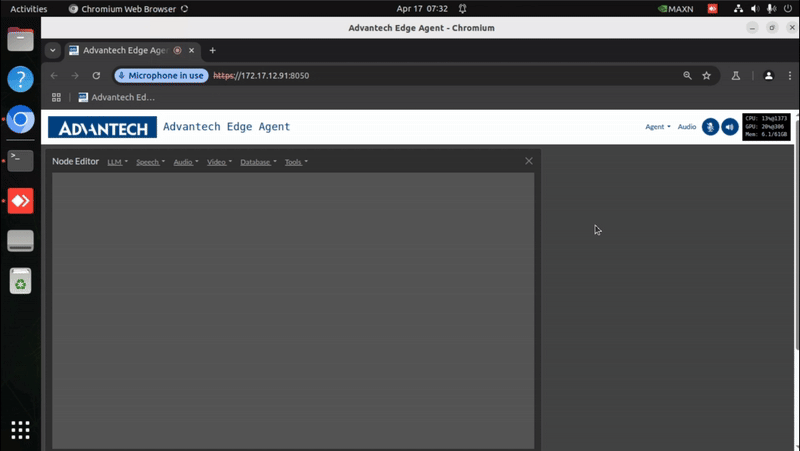 Activities Chromium Web Browser Apr 17 07:32 MAXN
Advantech Edge Agent - Chromium
Advantech Edge Agen
Microphone in use https://172.17.12.91:8050
Advantech Ed...
ADVANTECH Advantech Edge Agent Agent Audio
CPU: 13%@1373
GPU: 20%@306
Mem: 6.1/61GB
Node Editor LLM Speech Audio Video Database Tools